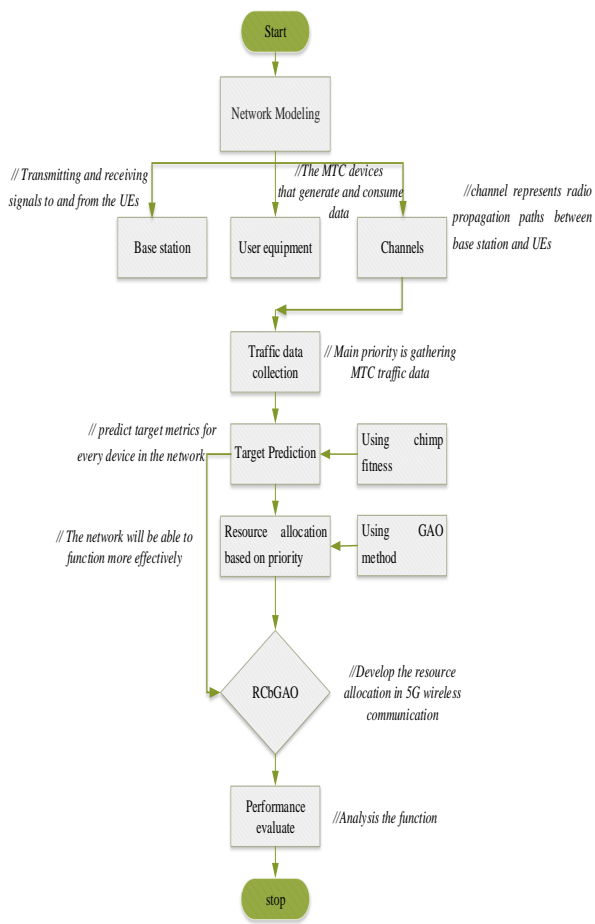 Start
Network Modeling
// Transmitting and receiving
signals to and from the UEs
//The MTC devices
that generate and consume
data
//channel represents radio
propagation paths between
base station and UEs
Base station
User equipment
Channels
Traffic data
collection
// Main priority is gathering
MTC traffic data
// predict target metrics for
every device in the network
Target Prediction
Using chimp
fitness
// The network will be able to
function more effectively
Resource allocation
based on priority
Using GAO
method
RCbGAO
//Develop the resource
allocation in 5G wireless
communication
Performance
evaluate
//Analysis the function
stop